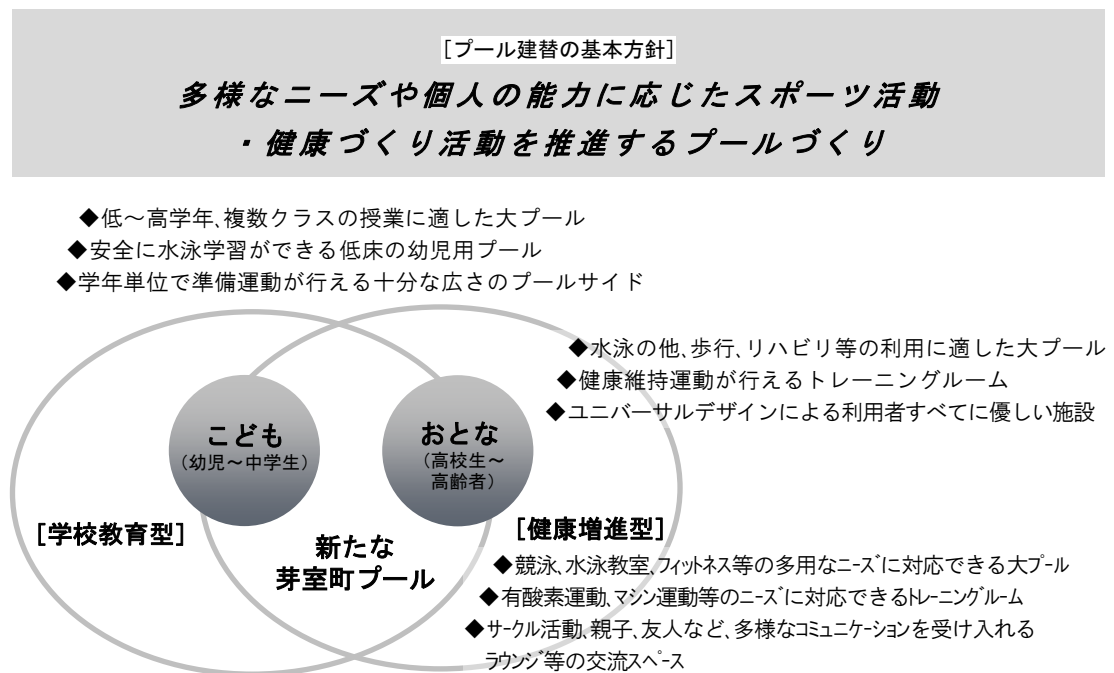 ［プール建替の基本方針］
多様なニーズや個人の能力に応じたスポーツ活動
・健康づくり活動を推進するプールづくり
◆低～高学年、複数クラスの授業に適した大プール
◆安全に水泳学習ができる低床の幼児用プール
◆学年単位で準備運動が行える十分な広さのプールサイド
◆水泳の他、歩行、リハビリ等の利用に適した大プール
◆健康維持運動が行えるトレーニングルーム
◆ユニバーサルデザインによる利用者すべてに優しい施設
こども
（幼児～中学生）
おとな
（高校生～
高齢者）
［学校教育型］
新たな
芽室町プール
［健康増進型］
◆競泳、水泳教室、フィットネス等の多用なニーズに対応できる大プール
◆有酸素運動、マシン運動等のニーズに対応できるトレーニングルーム
◆サークル活動、親子、友人など、多様なコミュニケーションを受け入れる
ラウンジ等の交流スペース